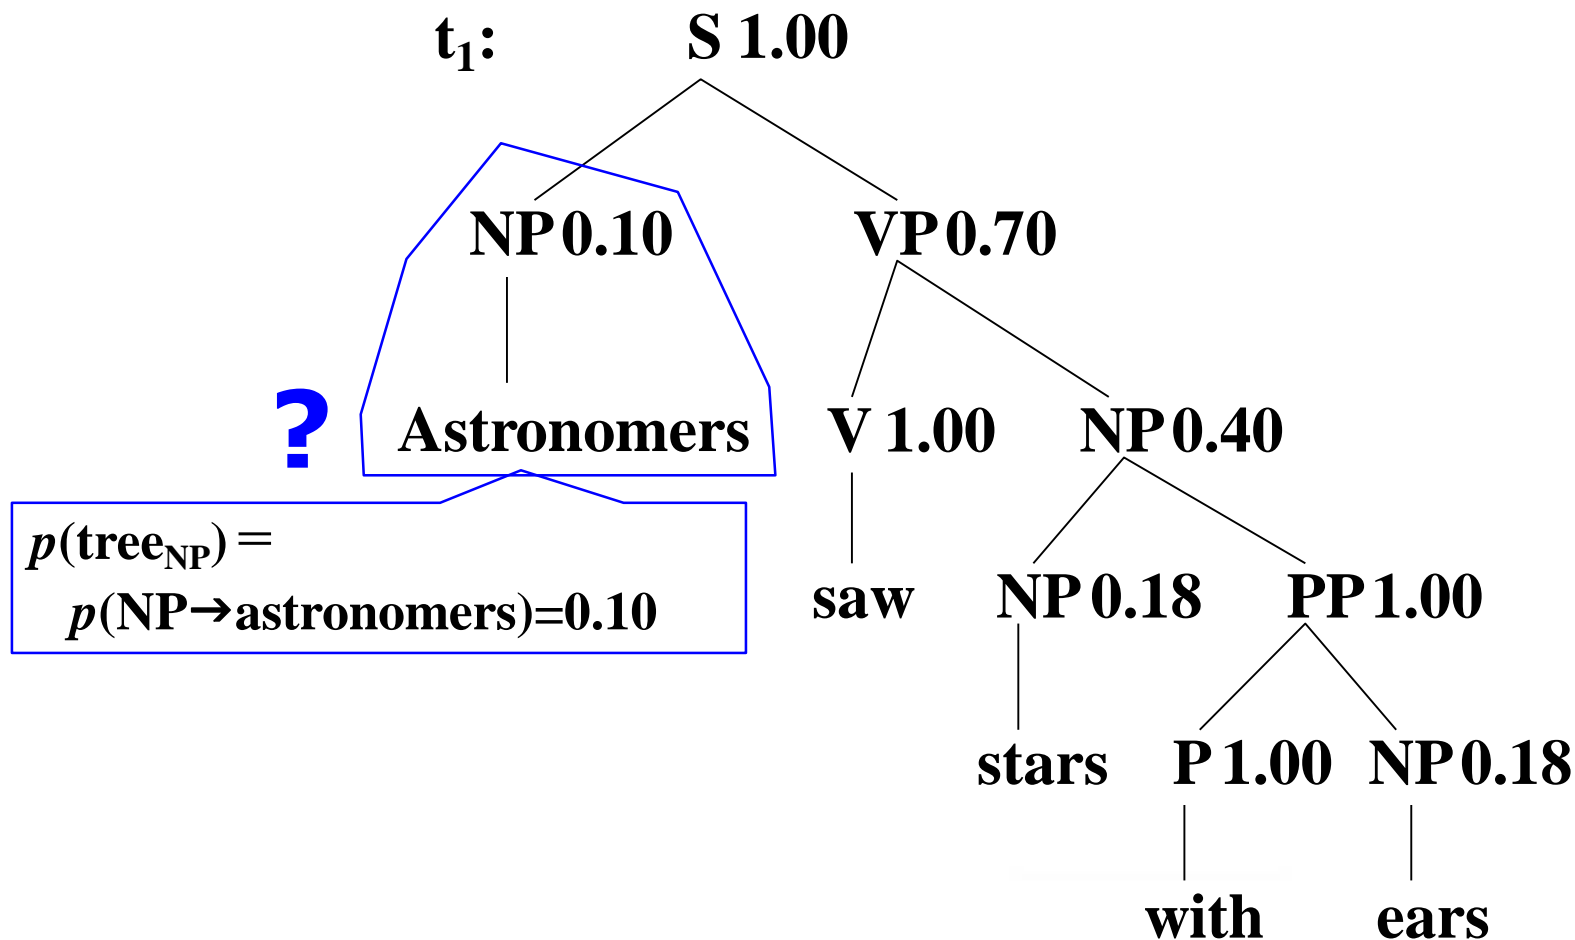 t₁: S 1.00
NP 0.10 VP 0.70
? Astronomers V 1.00 NP 0.40
p(tree_NP) =
p(NP→astronomers)=0.10
saw NP 0.18 PP 1.00
stars P 1.00 NP 0.18
with ears